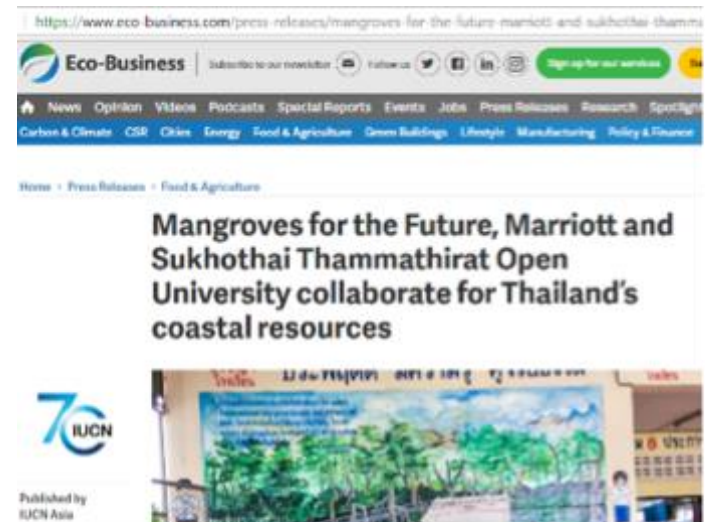 https://www.eco-business.com/press-releases/mangroves-for-the-future-marriott-and-sukhothai-thamma
Eco-Business Subscribe to our newsletter Follow us Sign up for our services
News Opinion Videos Podcasts Special Reports Events Jobs Press Releases Research Spotlight
Carbon & Climate CSR Cities Energy Food & Agriculture Green Buildings Lifestyle Manufacturing Policy & Finance
Home Press Releases Food & Agriculture
Mangroves for the Future, Marriott and
Sukhothai Thammathirat Open
University collaborate for Thailand's
coastal resources
70 IUCN
Published by
IUCN Asia